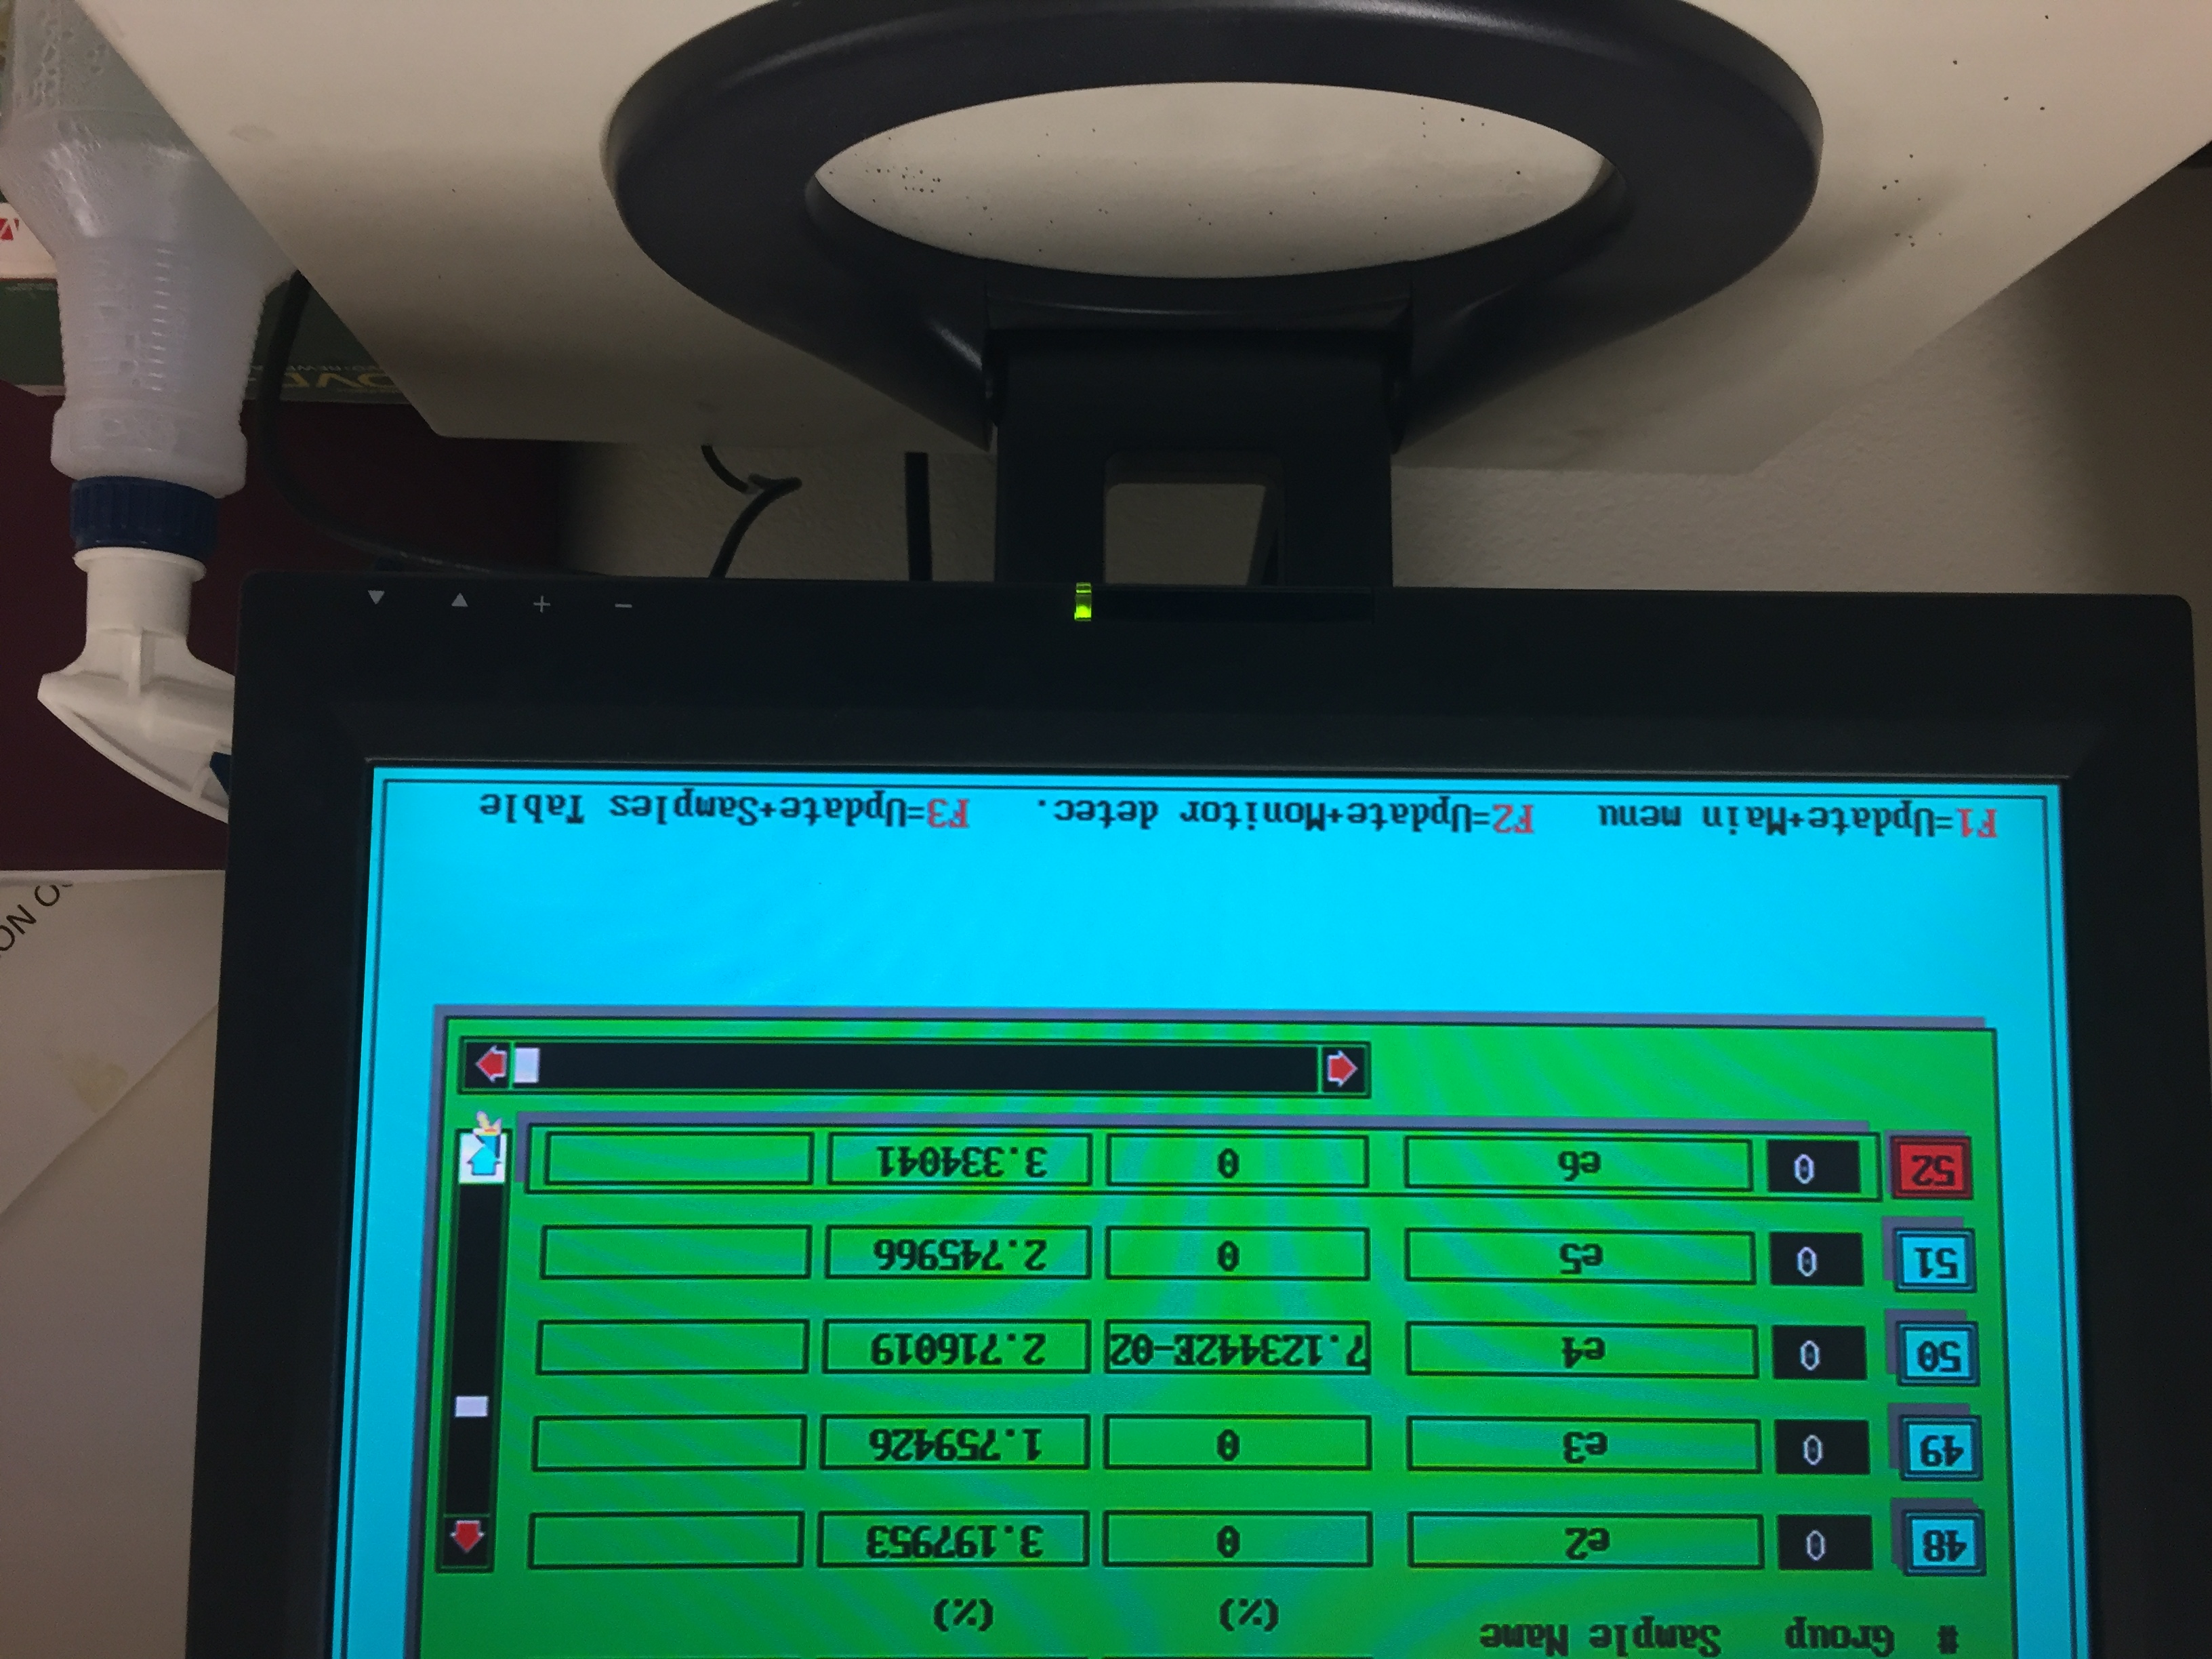 # Group Sample Name (%) (%)
48 0 e2 0 3.197953
49 0 e3 0 1.759426
50 0 e4 7.123442E-02 2.716019
51 0 e5 0 2.745966
52 0 e6 0 3.334041
F1=Update+Main menu F2=Update+Monitor detec. F3=Update+Samples Table
- +
NO
DVD